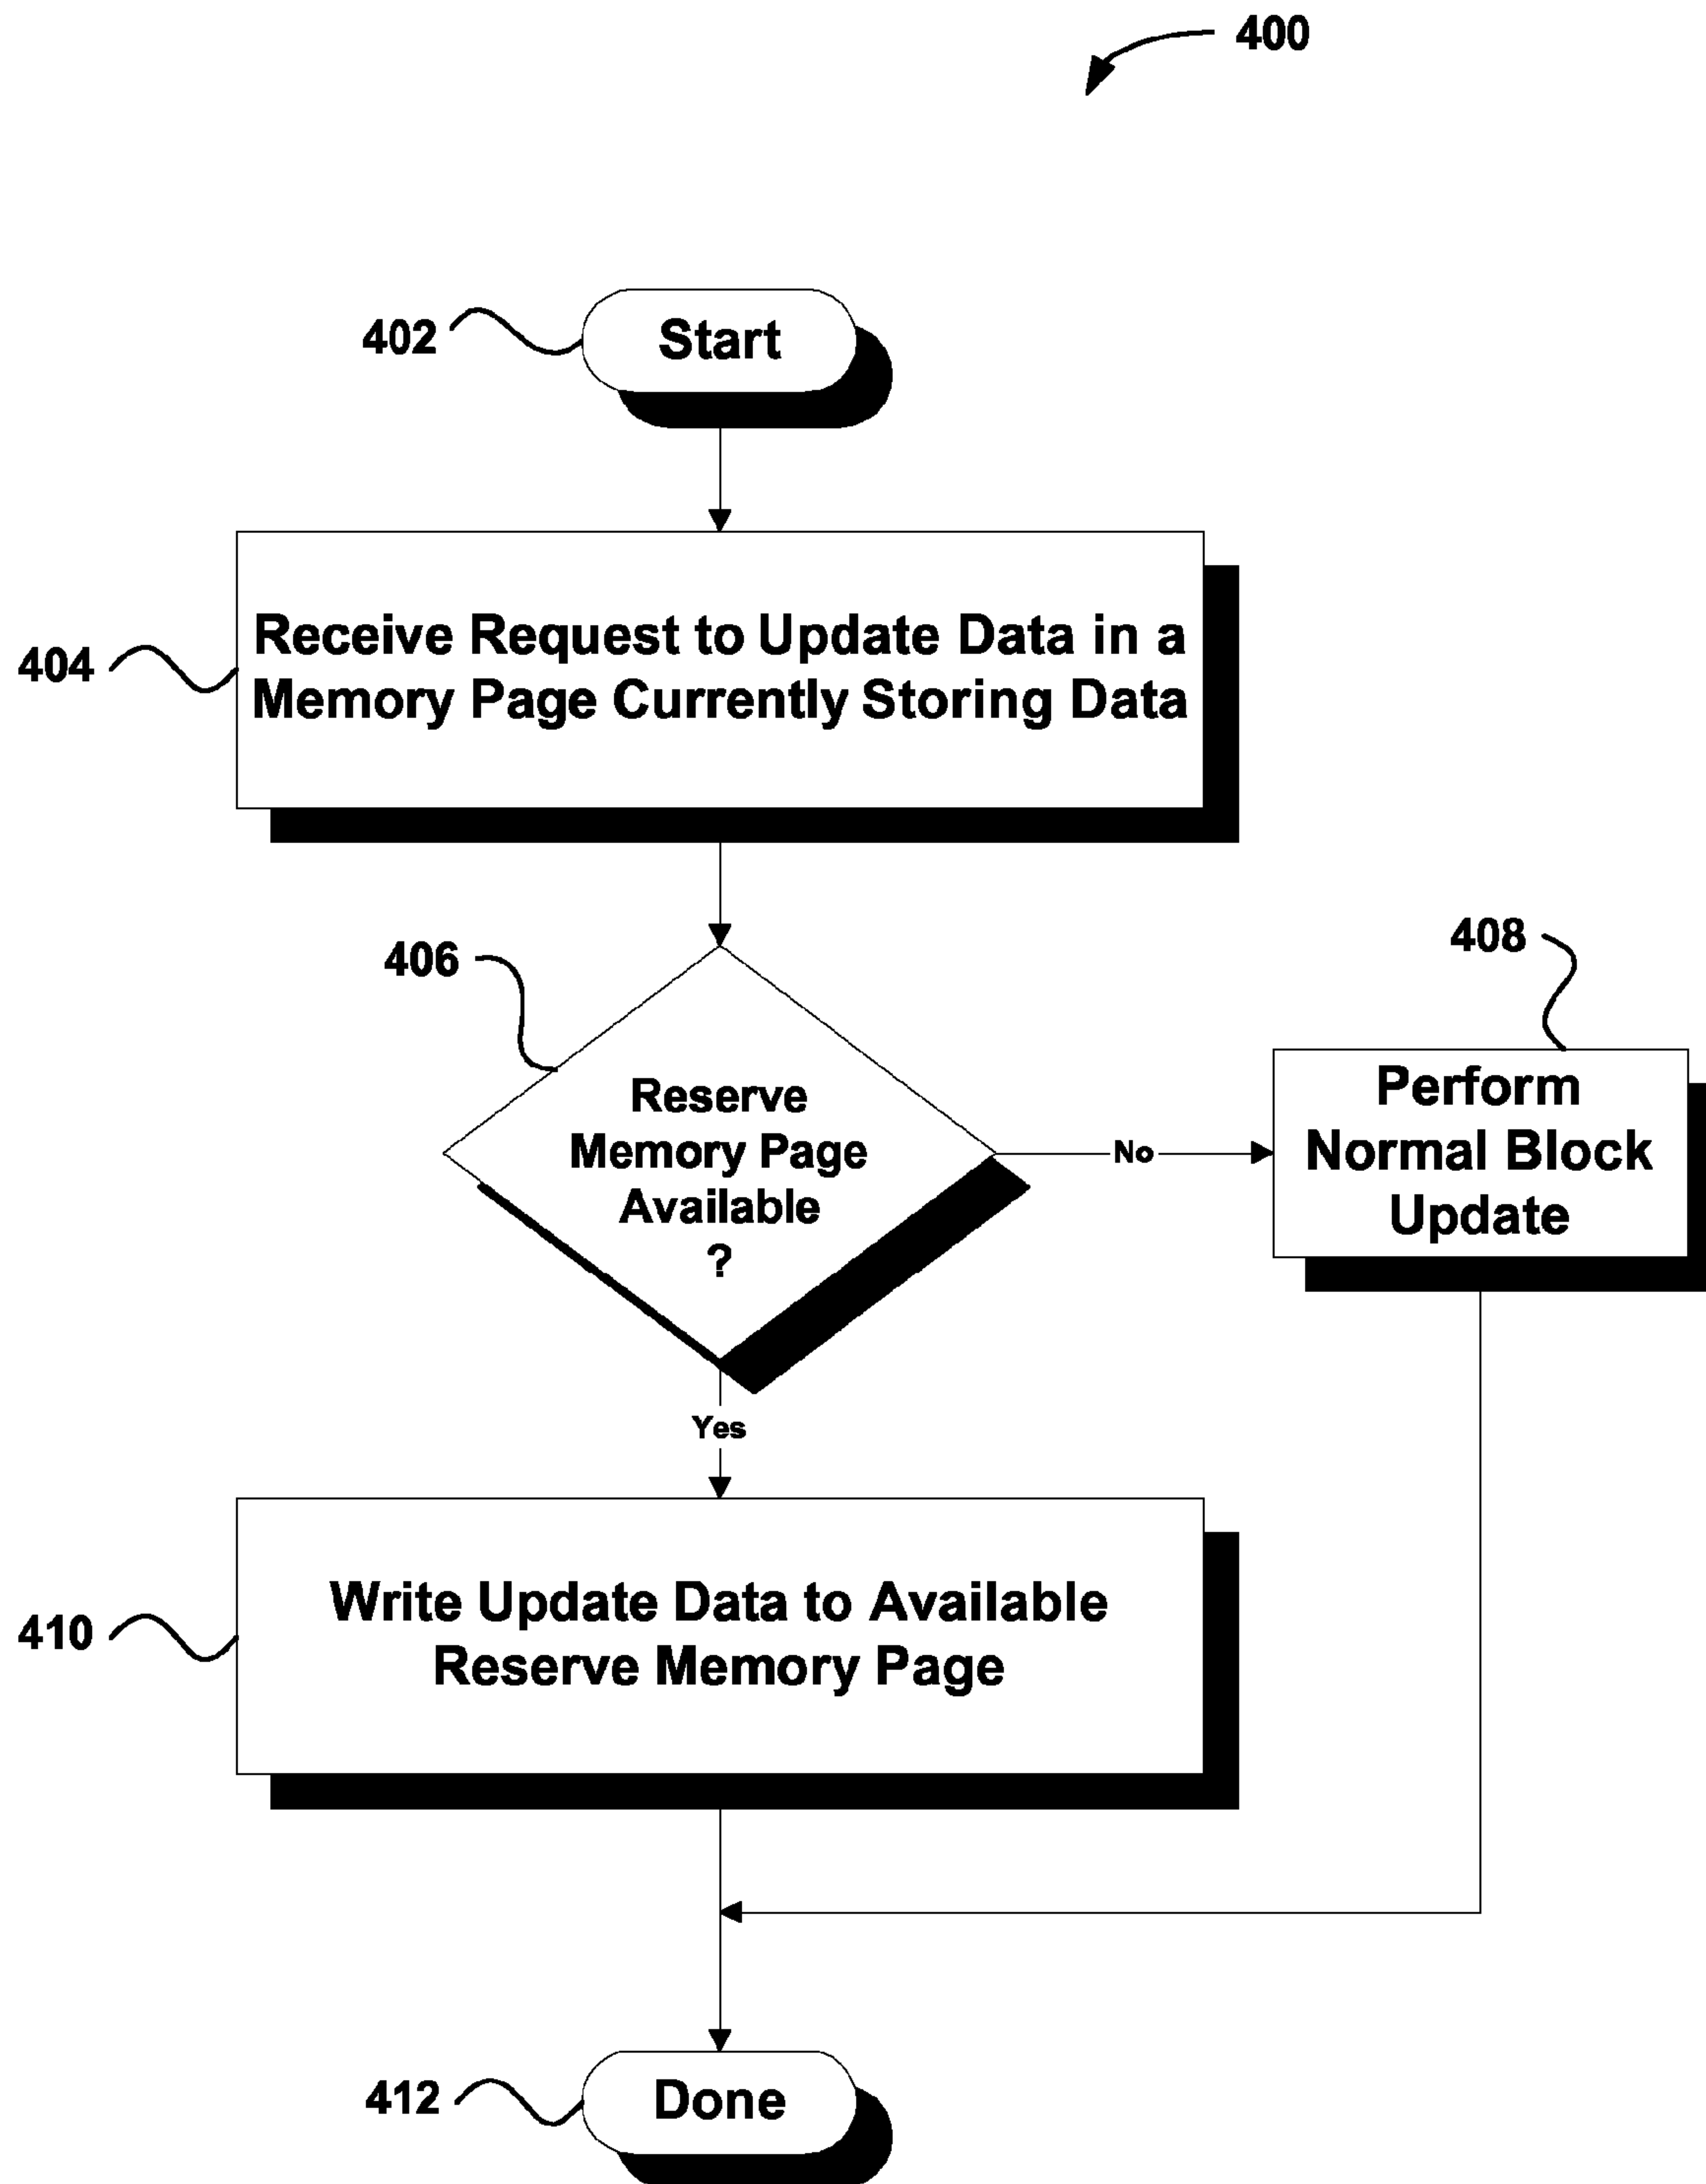 400
402
Start
404
Receive Request to Update Data in a
Memory Page Currently Storing Data
406
408
Reserve
Memory Page
Available
?
No
Perform
Normal Block
Update
Yes
410
Write Update Data to Available
Reserve Memory Page
412
Done